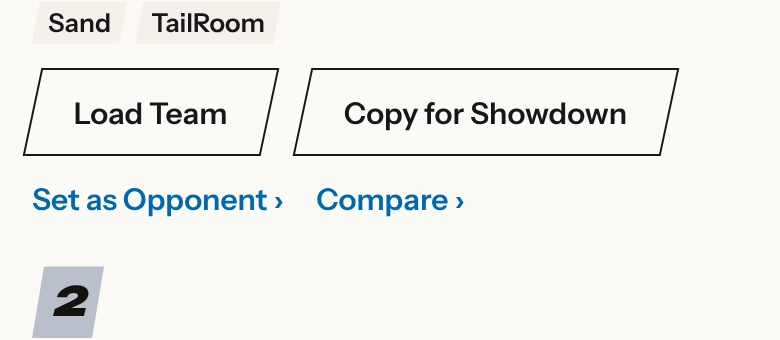 Sand TailRoom
Load Team Copy for Showdown
Set as Opponent › Compare ›
2